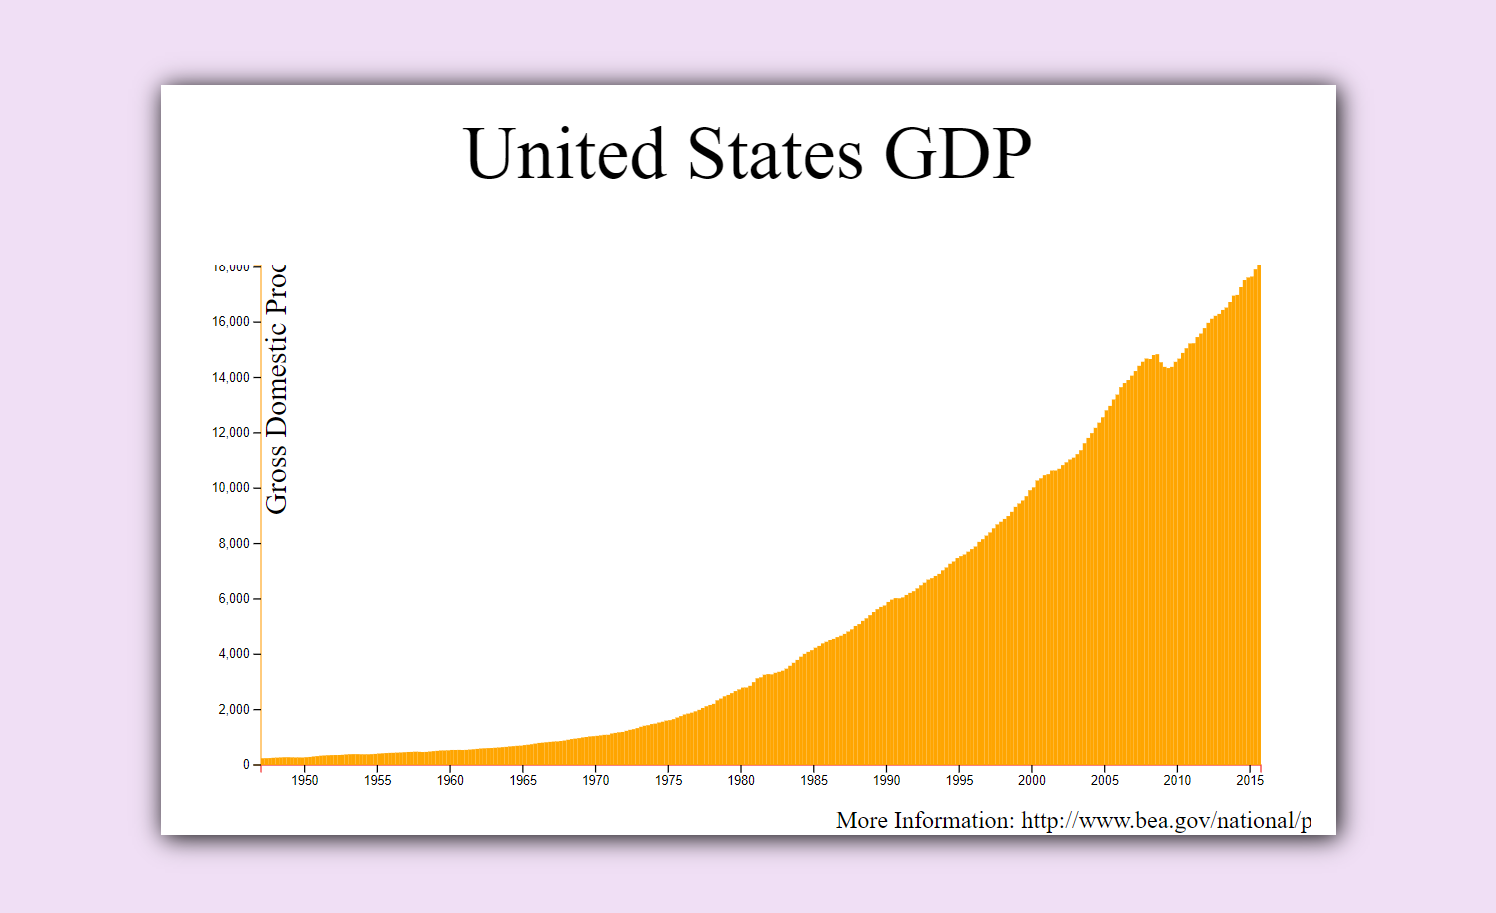 United States GDP
18,000
16,000
14,000
12,000
10,000
8,000
6,000
4,000
2,000
0
Gross Domestic Proc
1950 1955 1960 1965 1970 1975 1980 1985 1990 1995 2000 2005 2010 2015
More Information: http://www.bea.gov/national/p